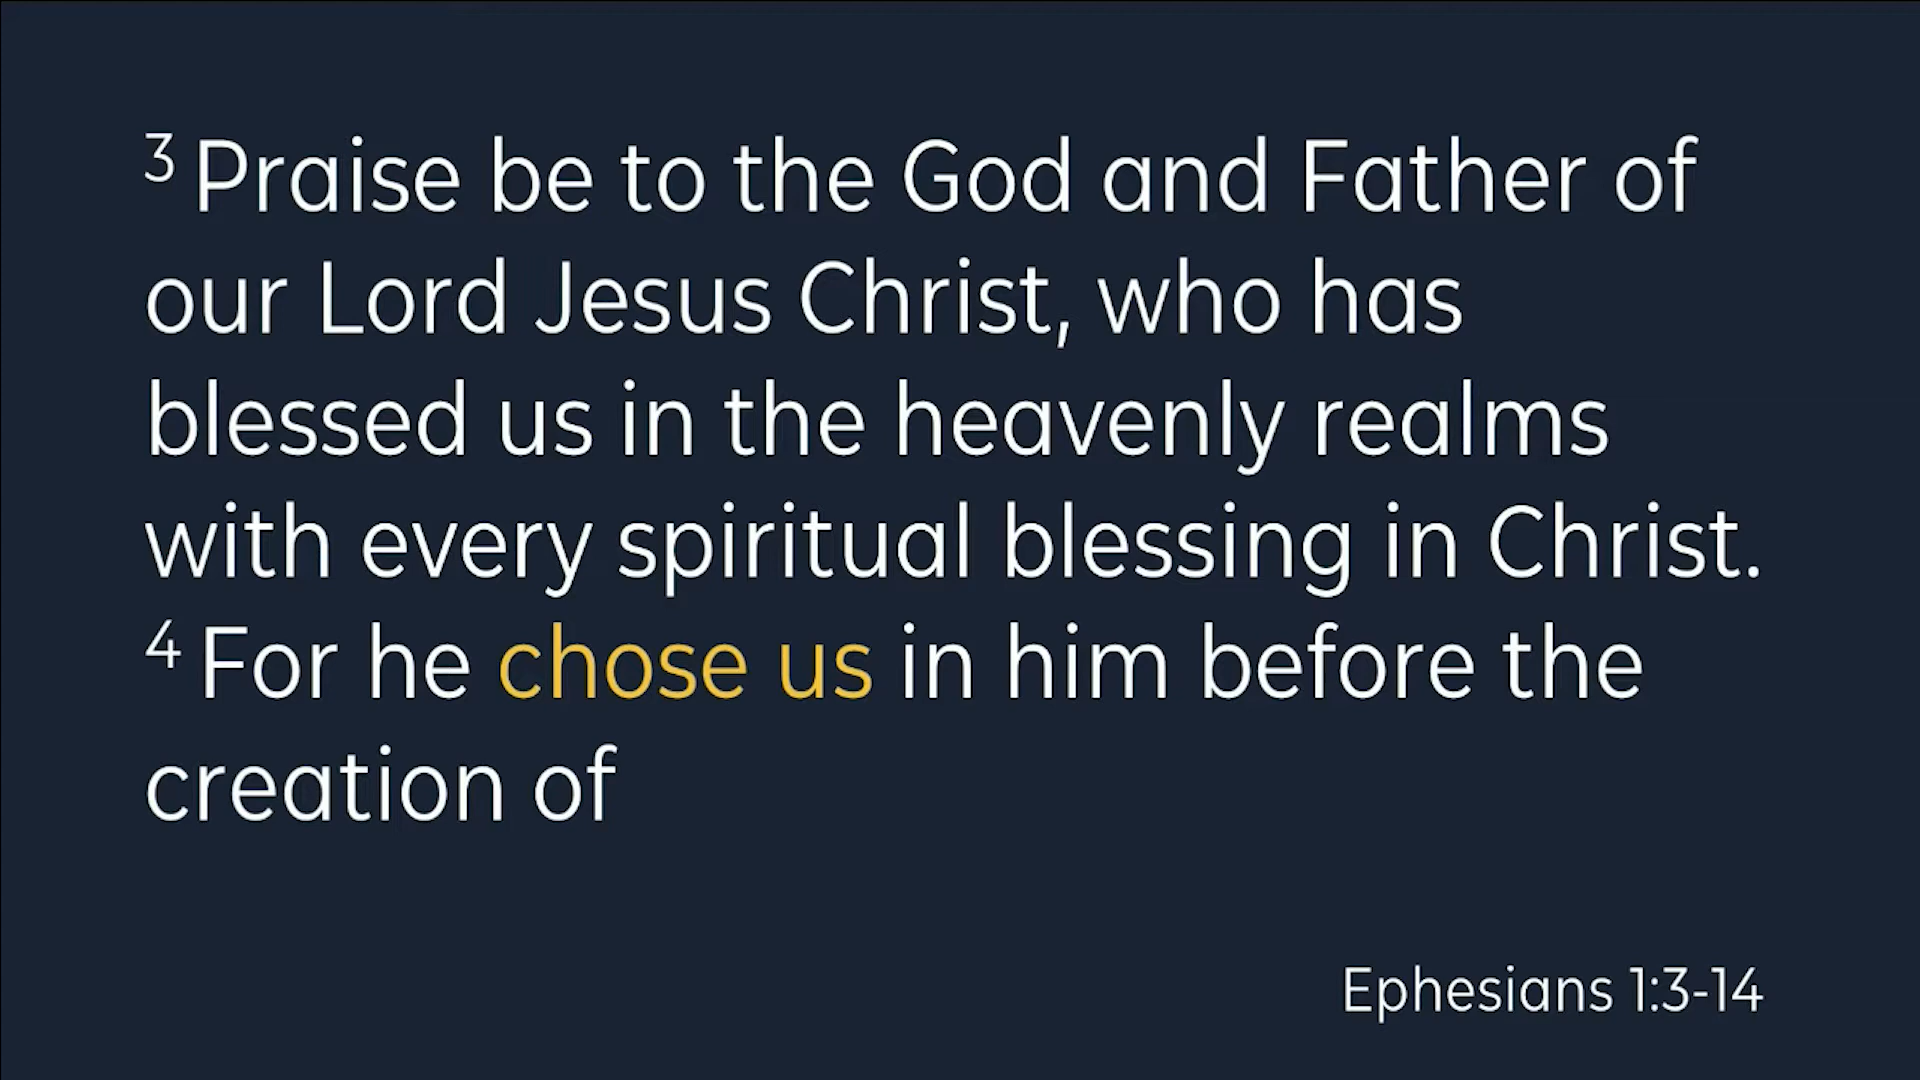 3 Praise be to the God and Father of
our Lord Jesus Christ, who has
blessed us in the heavenly realms
with every spiritual blessing in Christ.
4 For he chose us in him before the
creation of
Ephesians 1:3-14